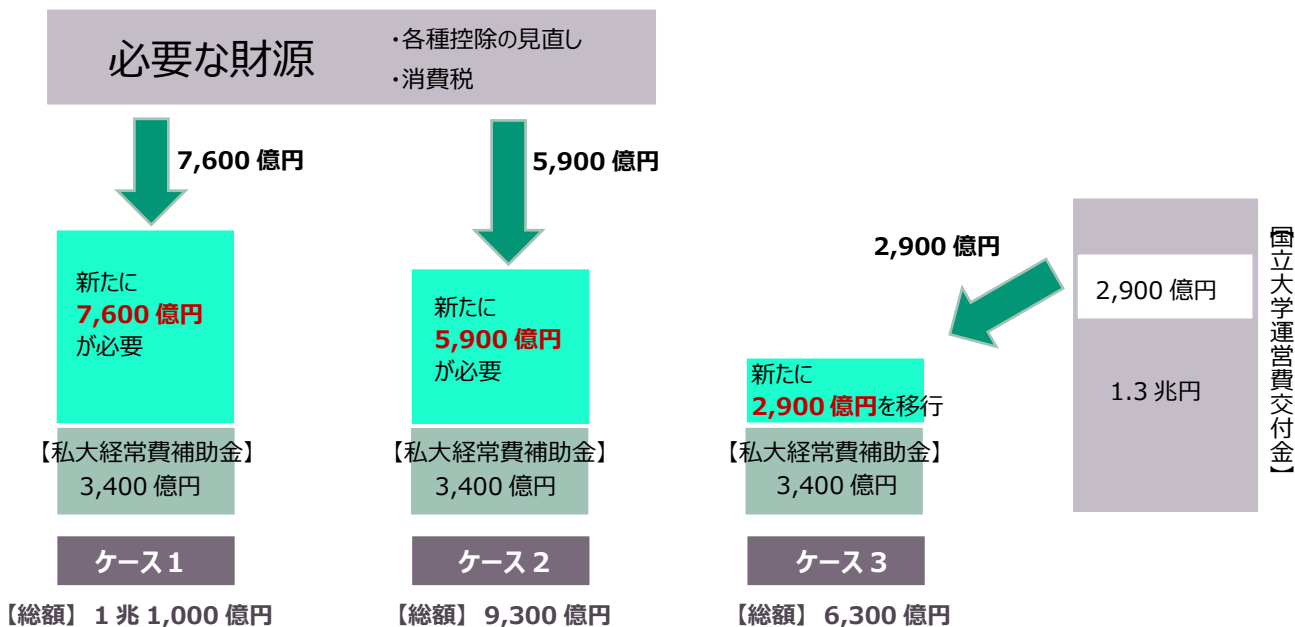 必要な財源
・各種控除の見直し
・消費税
7,600 億円
5,900 億円
2,900 億円
新たに
7,600 億円
が必要
新たに
5,900 億円
が必要
新たに
2,900 億円を移行
2,900 億円
1.3 兆円
【国立大学運営費交付金】
【私大経常費補助金】
3,400 億円
【私大経常費補助金】
3,400 億円
【私大経常費補助金】
3,400 億円
ケース 1
ケース 2
ケース 3
【総額】 1 兆 1,000 億円
【総額】 9,300 億円
【総額】 6,300 億円